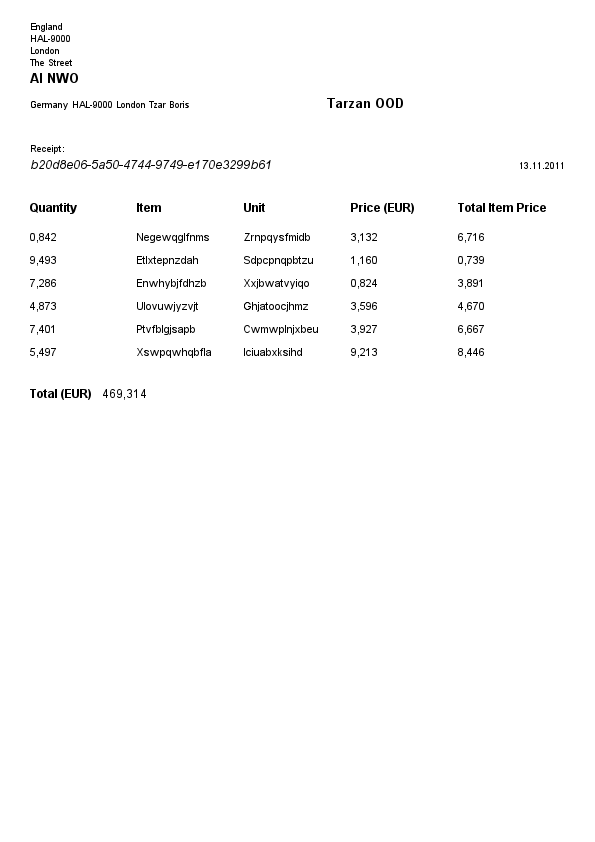 England
HAL-9000
London
The Street
AI NWO
Germany HAL-9000 London Tzar Boris Tarzan OOD
Receipt:
b20d8e06-5a50-4744-9749-e170e3299b61 13.11.2011
Quantity Item Unit Price (EUR) Total Item Price
0,842 Negewqglfnms Zrnpqysfmidb 3,132 6,716
9,493 Etlxtepnzdah Sdpcpnqpbtzu 1,160 0,739
7,286 Enwhybjfdhzb Xxjbwatvyiqo 0,824 3,891
4,873 Ulovuwjyzvjt Ghjatoocjhmz 3,596 4,670
7,401 Ptvfblgjsapb Cwmwplnjxbeu 3,927 6,667
5,497 Xswpqwhqbfla Iciuabxksihd 9,213 8,446
Total (EUR) 469,314